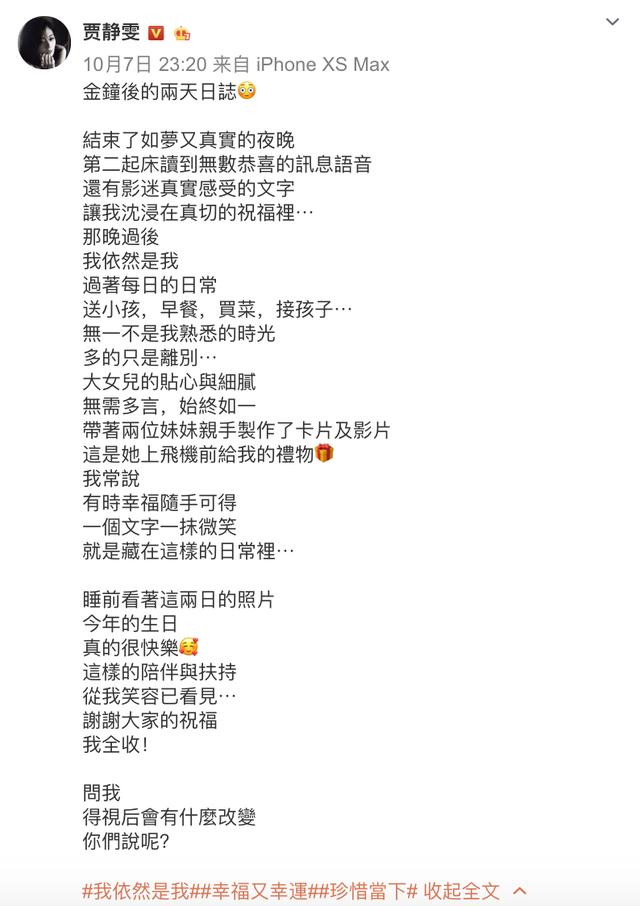 贾静雯
10月7日 23:20 来自 iPhone XS Max
金鐘後的兩天日誌😳
結束了如夢又真實的夜晚
第二起床讀到無數恭喜的訊息語音
還有影迷真實感受的文字
讓我沈浸在真切的祝福裡…
那晚過後
我依然是我
過著每日的日常
送小孩，早餐，買菜，接孩子…
無一不是我熟悉的時光
多的只是離別…
大女兒的貼心與細膩
無需多言，始終如一
帶著兩位妹妹親手製作了卡片及影片
這是她上飛機前給我的禮物🎁
我常說
有時幸福隨手可得
一個文字一抹微笑
就是藏在這樣的日常裡…
睡前看著這兩日的照片
今年的生日
真的很快樂🥰
這樣的陪伴與扶持
從我笑容已看見…
謝謝大家的祝福
我全收！
問我
得視后會有什麼改變
你們說呢？
#我依然是我##幸福又幸運##珍惜當下# 收起全文